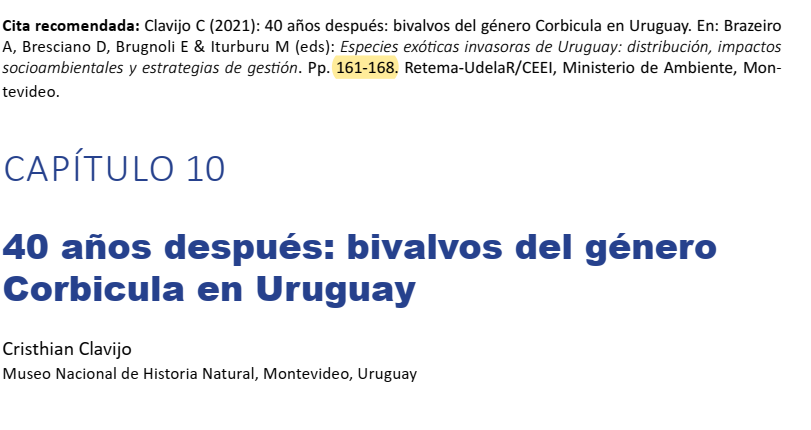 Cita recomendada: Clavijo C (2021): 40 años después: bivalvos del género Corbicula en Uruguay. En: Brazeiro
A, Bresciano D, Brugnoli E & Iturburu M (eds): Especies exóticas invasoras de Uruguay: distribución, impactos
socioambientales y estrategias de gestión. Pp. 161-168. Retema-UdelaR/CEEI, Ministerio de Ambiente, Mon-
tevideo.
CAPÍTULO 10
40 años después: bivalvos del género
Corbicula en Uruguay
Cristhian Clavijo
Museo Nacional de Historia Natural, Montevideo, Uruguay